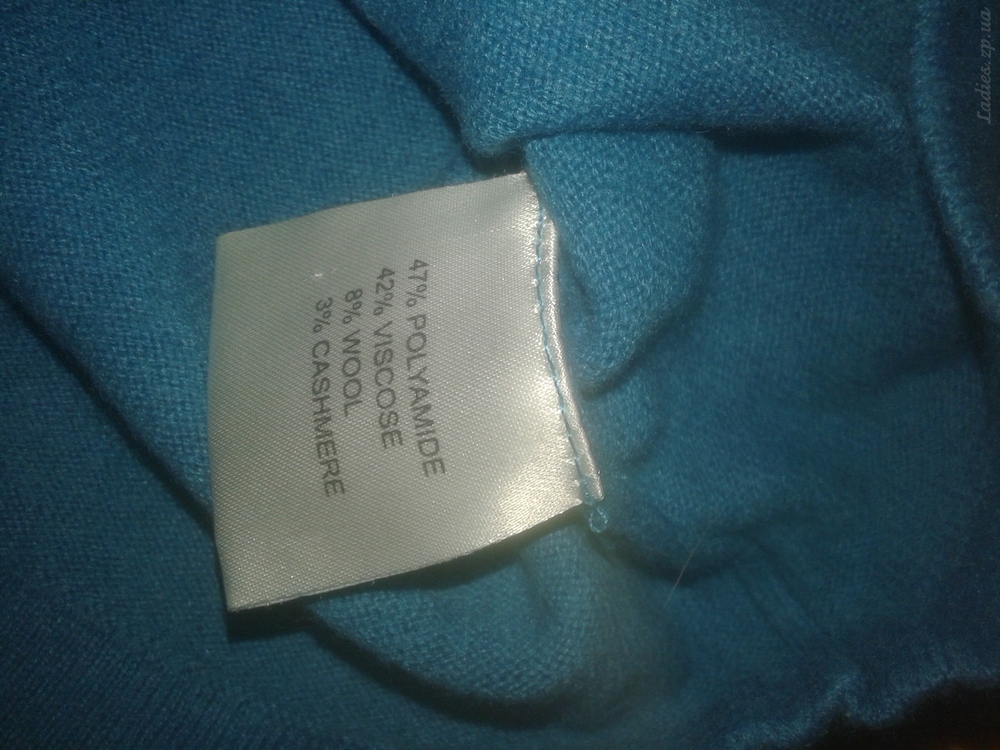 47% POLYAMIDE
42% VISCOSE
8% WOOL
3% CASHMERE
Ladies.zp.ua